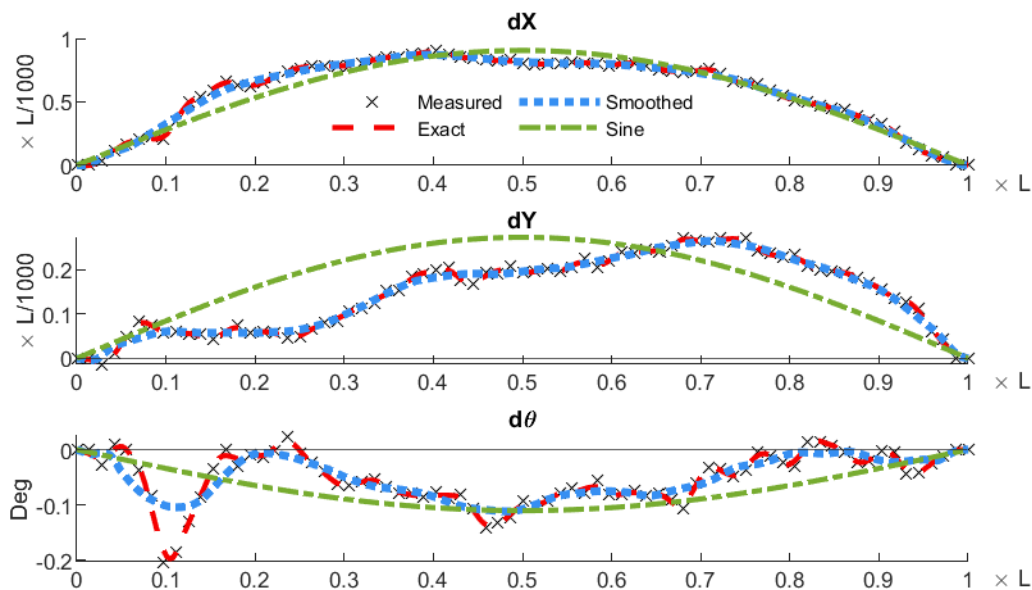 dX
× L/1000
1
0.5
0
× Measured
Exact
Smoothed
Sine
0 0.1 0.2 0.3 0.4 0.5 0.6 0.7 0.8 0.9 1 × L
dY
× L/1000
0.2
0.1
0
0 0.1 0.2 0.3 0.4 0.5 0.6 0.7 0.8 0.9 1 × L
dθ
Deg
0
-0.1
-0.2
0 0.1 0.2 0.3 0.4 0.5 0.6 0.7 0.8 0.9 1 × L